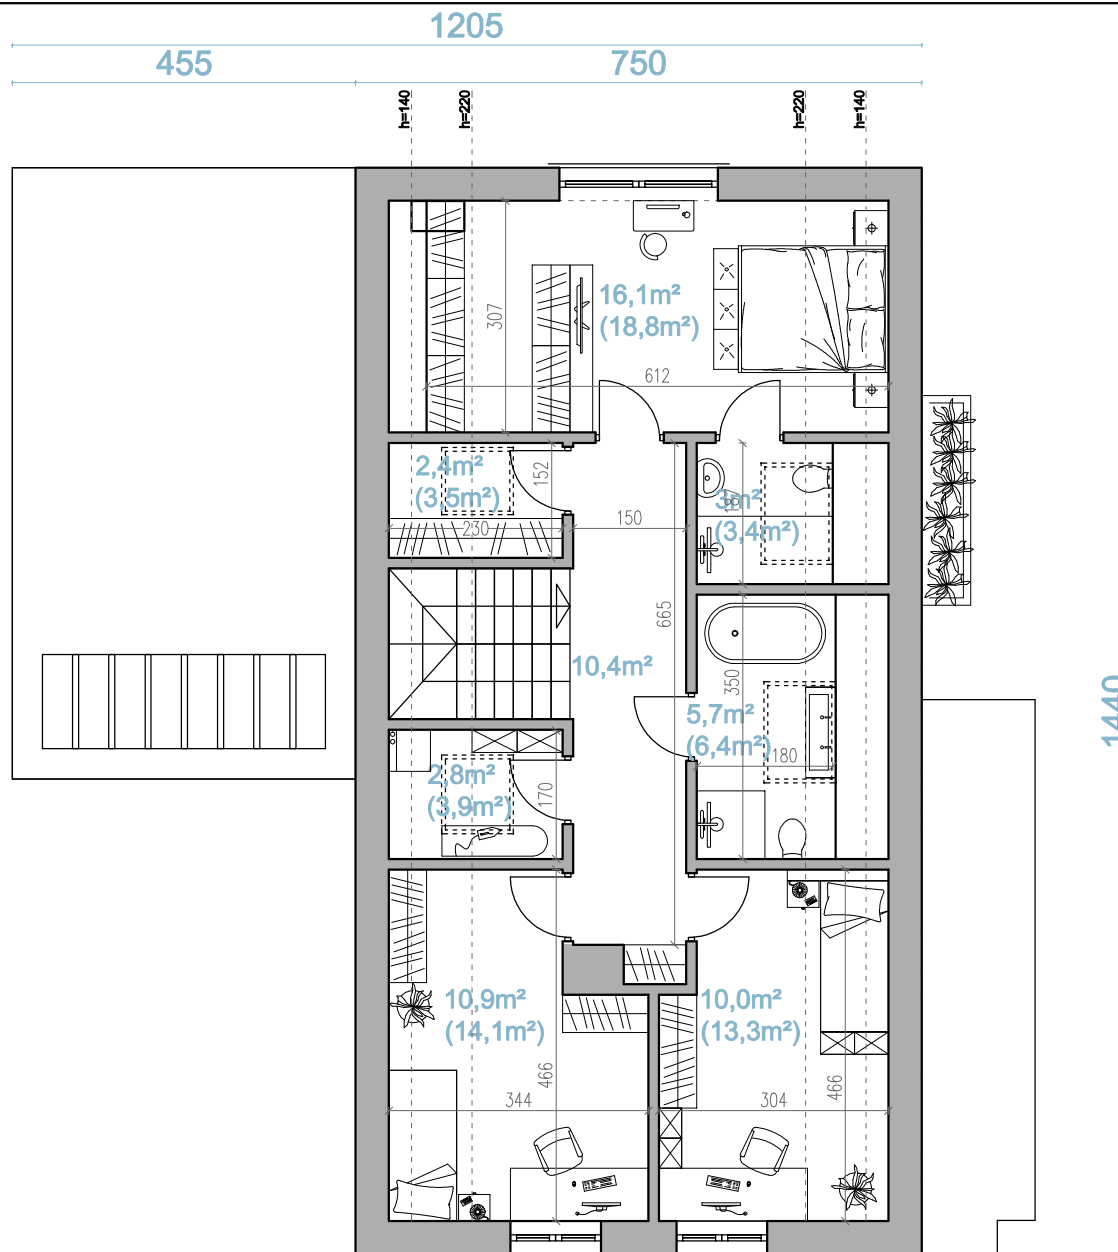 1205
455
750
h=140
h=220
h=220
h=140
16,1m²
(18,8m²)
307
612
2,4m²
(3,5m²)
152
230
150
3m²
(3,4m²)
665
10,4m²
350
5,7m²
(6,4m²)
180
1440
2,8m²
(3,9m²)
170
10,9m²
(14,1m²)
10,0m²
(13,3m²)
466
344
466
304